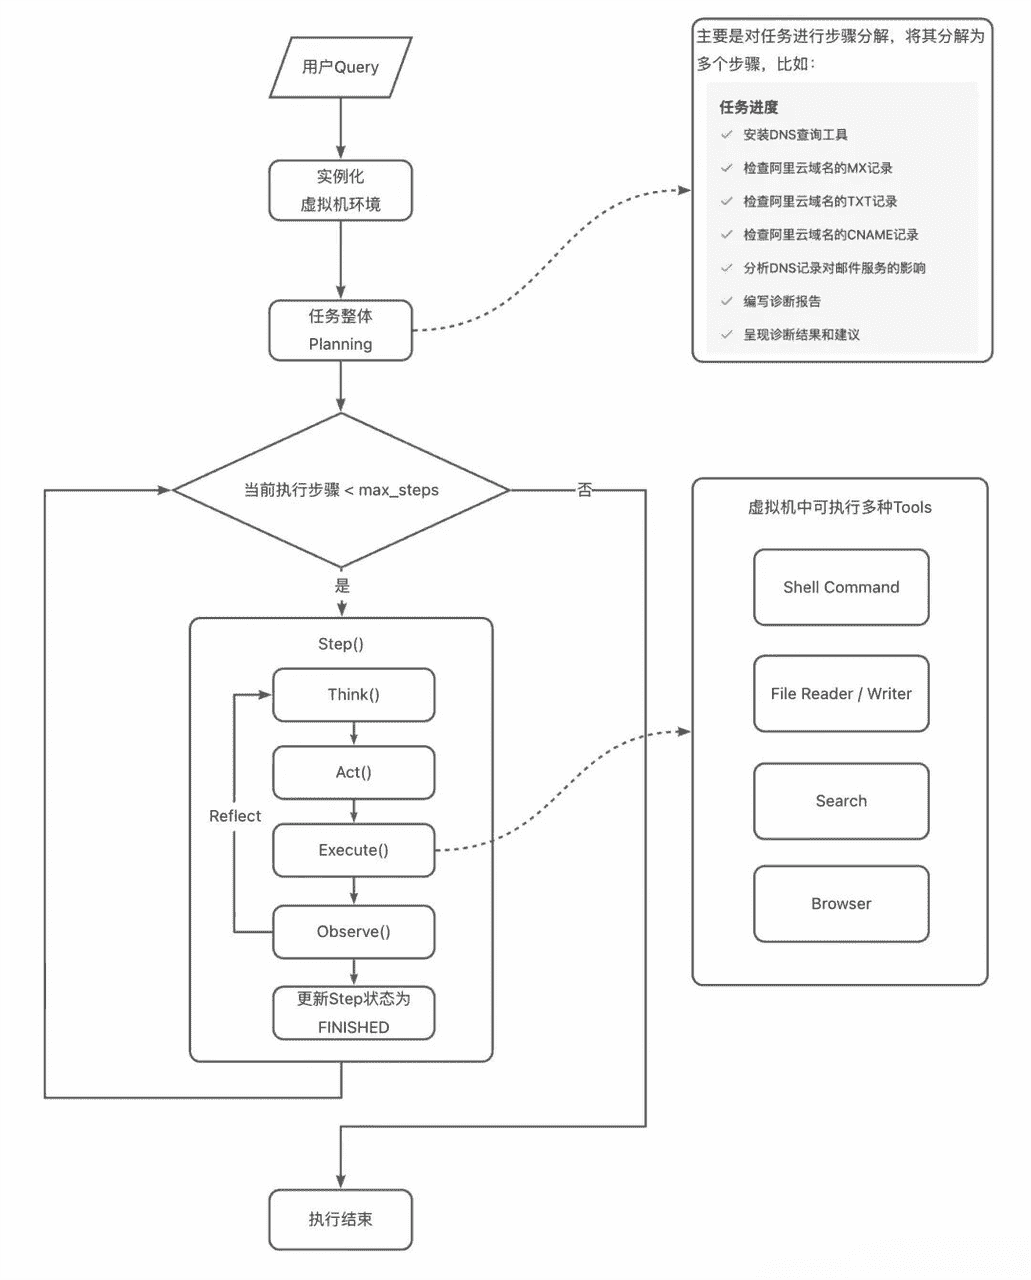 用户Query
实例化
虚拟机环境
任务整体
Planning
主要是对任务进行步骤分解，将其分解为
多个步骤，比如：
任务进度
安装DNS查询工具
检查阿里云域名的MX记录
检查阿里云域名的TXT记录
检查阿里云域名的CNAME记录
分析DNS记录对邮件服务的影响
编写诊断报告
呈现诊断结果和建议
当前执行步骤 < max_steps
否
是
Step()
Think()
Act()
Reflect
Execute()
Observe()
更新Step状态为
FINISHED
虚拟机中可执行多种Tools
Shell Command
File Reader / Writer
Search
Browser
执行结束